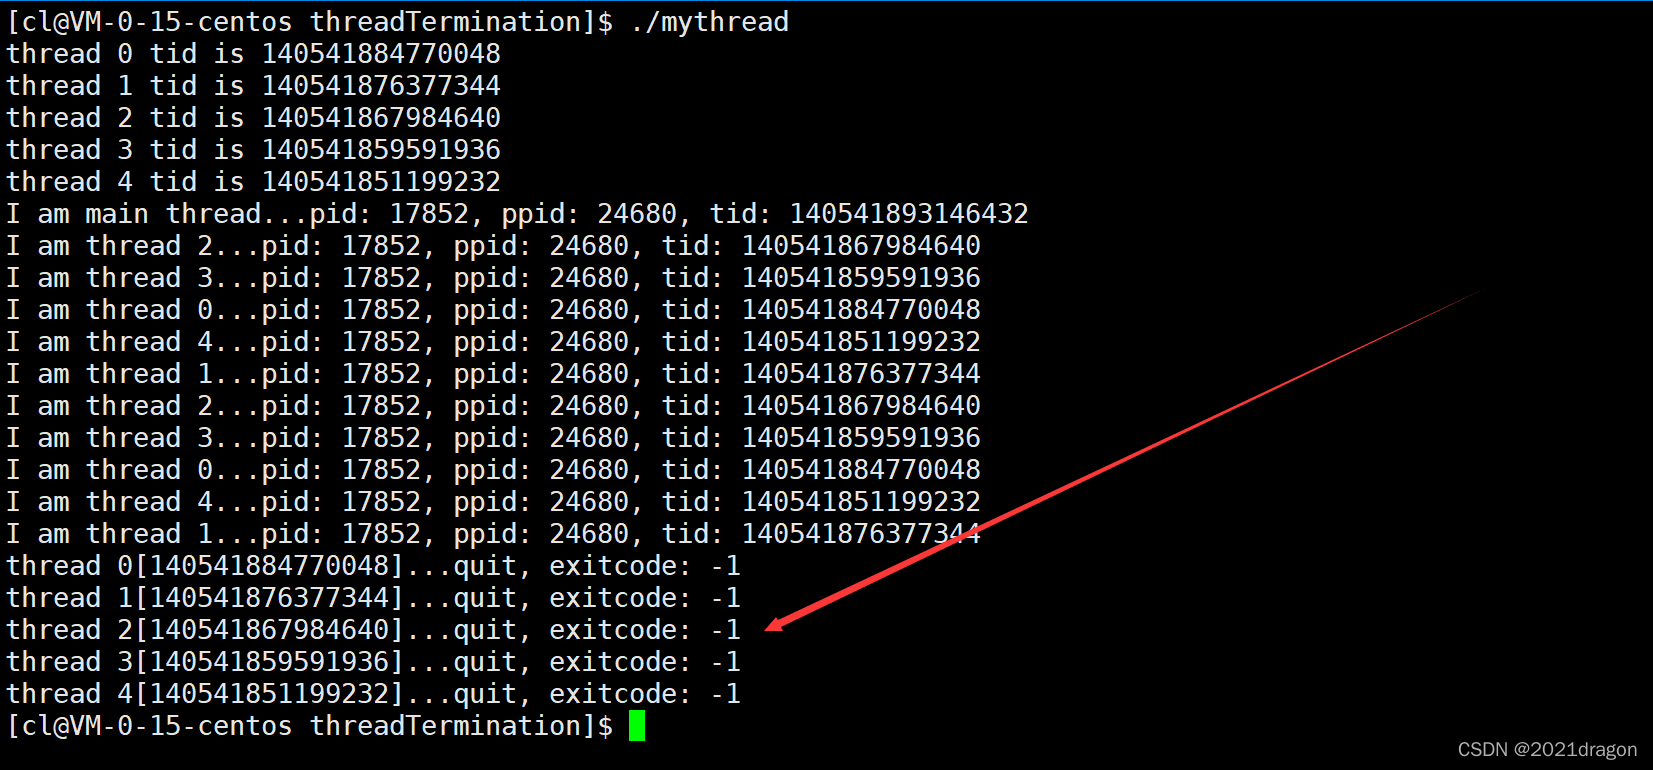 [cl@VM-0-15-centos threadTermination]$ ./mythread
thread 0 tid is 140541884770048
thread 1 tid is 140541876377344
thread 2 tid is 140541867984640
thread 3 tid is 140541859591936
thread 4 tid is 140541851199232
I am main thread...pid: 17852, ppid: 24680, tid: 140541893146432
I am thread 2...pid: 17852, ppid: 24680, tid: 140541867984640
I am thread 3...pid: 17852, ppid: 24680, tid: 140541859591936
I am thread 0...pid: 17852, ppid: 24680, tid: 140541884770048
I am thread 4...pid: 17852, ppid: 24680, tid: 140541851199232
I am thread 1...pid: 17852, ppid: 24680, tid: 140541876377344
I am thread 2...pid: 17852, ppid: 24680, tid: 140541867984640
I am thread 3...pid: 17852, ppid: 24680, tid: 140541859591936
I am thread 0...pid: 17852, ppid: 24680, tid: 140541884770048
I am thread 4...pid: 17852, ppid: 24680, tid: 140541851199232
I am thread 1...pid: 17852, ppid: 24680, tid: 140541876377344
thread 0[140541884770048]...quit, exitcode: -1
thread 1[140541876377344]...quit, exitcode: -1
thread 2[140541867984640]...quit, exitcode: -1
thread 3[140541859591936]...quit, exitcode: -1
thread 4[140541851199232]...quit, exitcode: -1
[cl@VM-0-15-centos threadTermination]$
CSDN @2021dragon